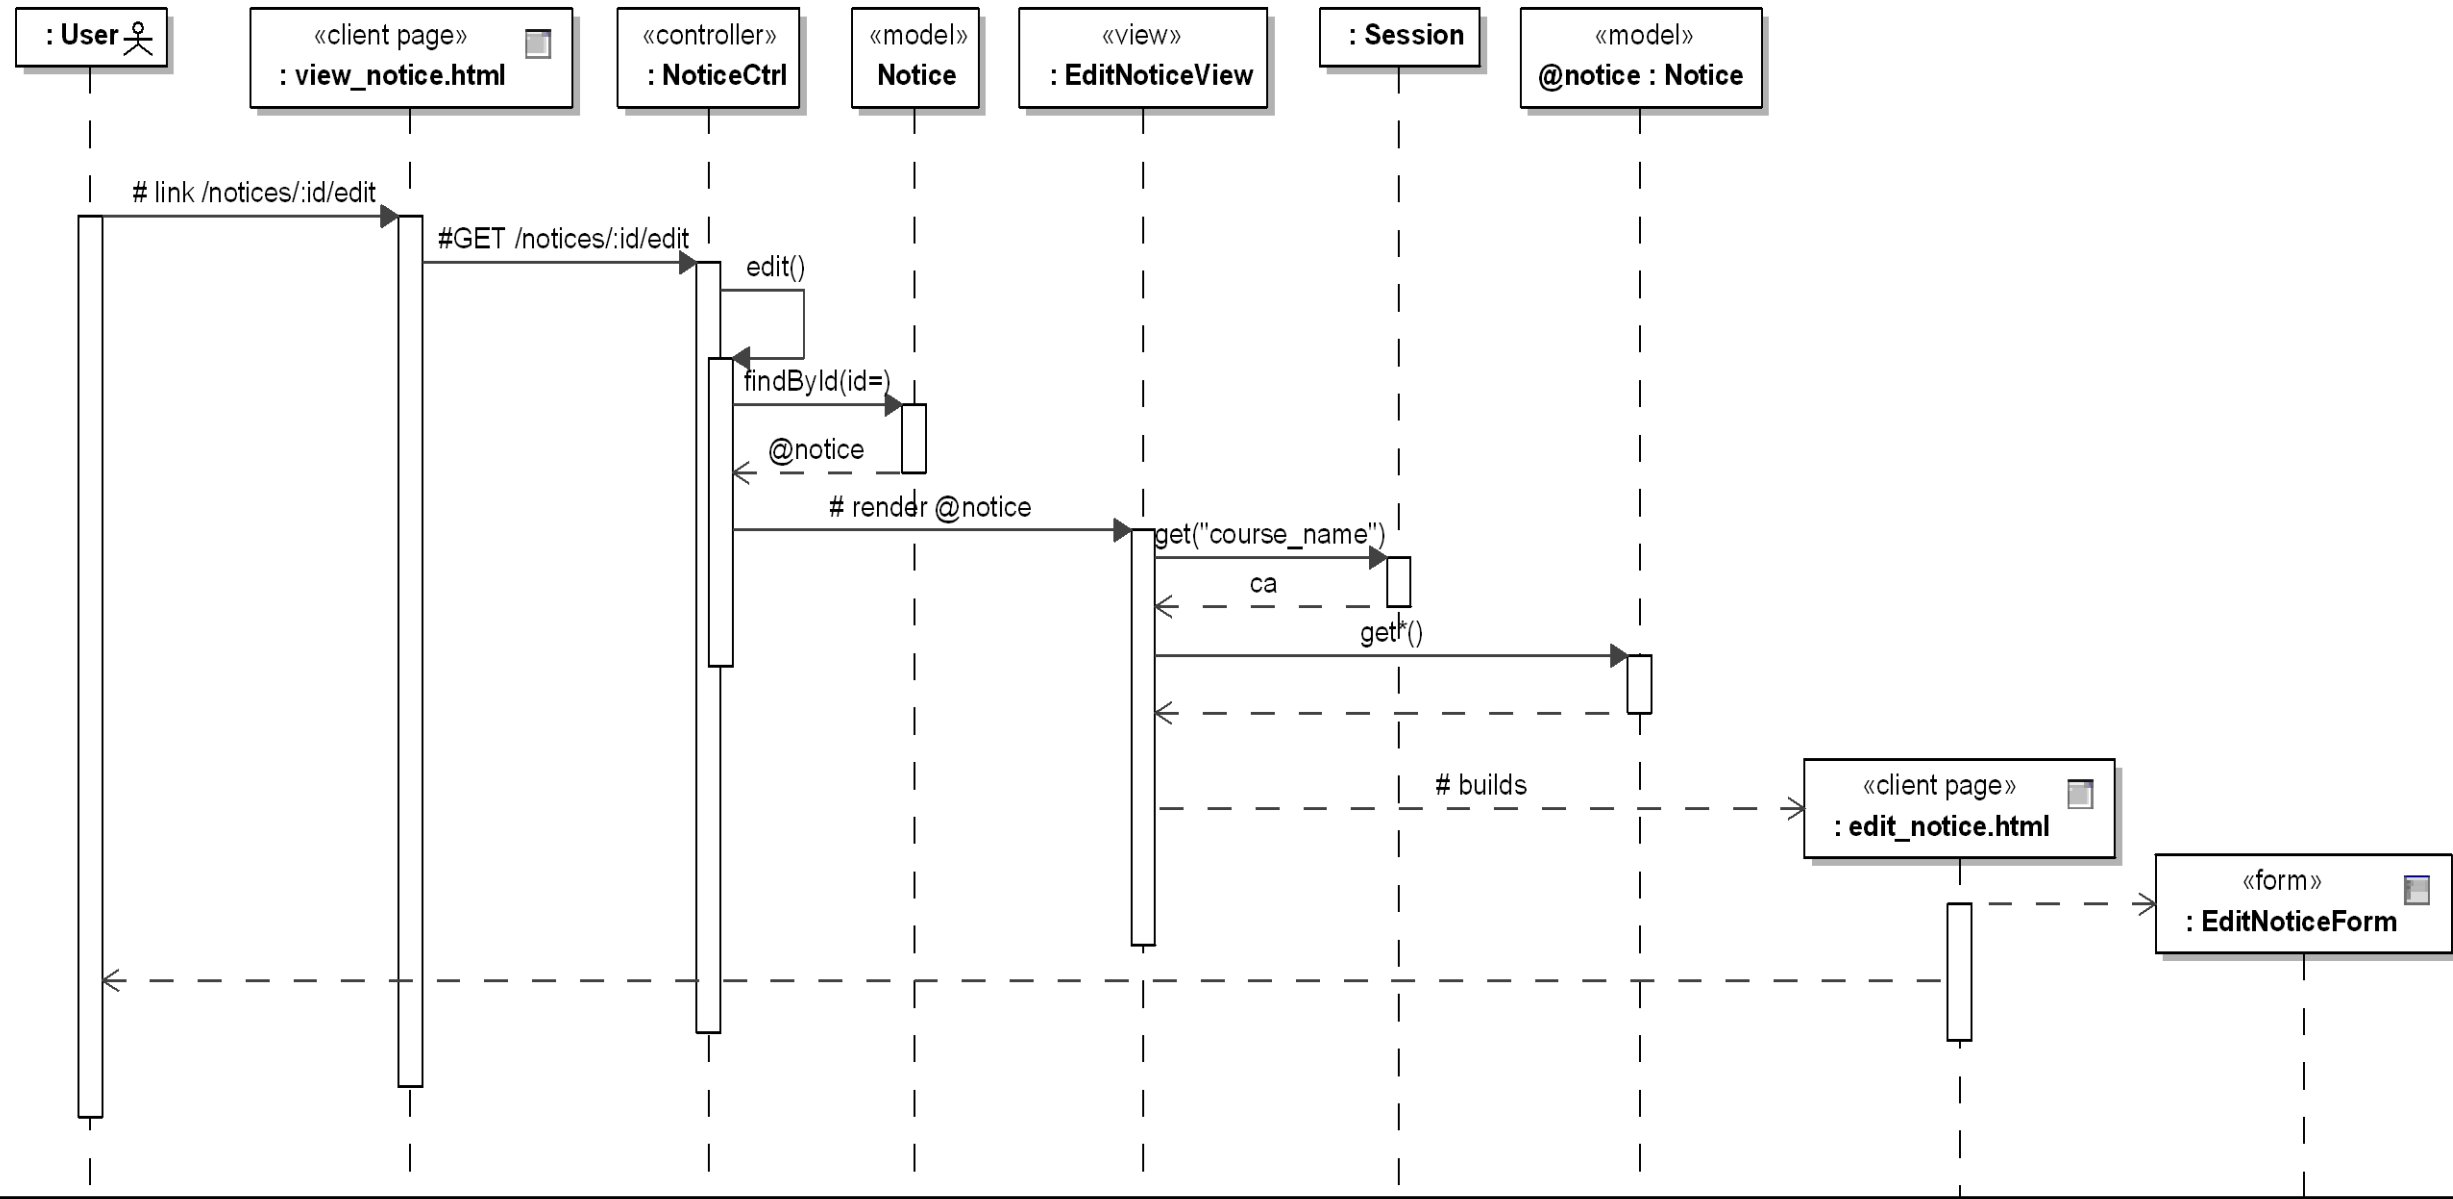 : User
«client page»
: view_notice.html
«controller»
: NoticeCtrl
«model»
Notice
«view»
: EditNoticeView
: Session
«model»
@notice : Notice
# link /notices/:id/edit
#GET /notices/:id/edit
edit()
findById(id=)
@notice
# render @notice
get("course_name")
ca
get*()
# builds
«client page»
: edit_notice.html
«form»
: EditNoticeForm